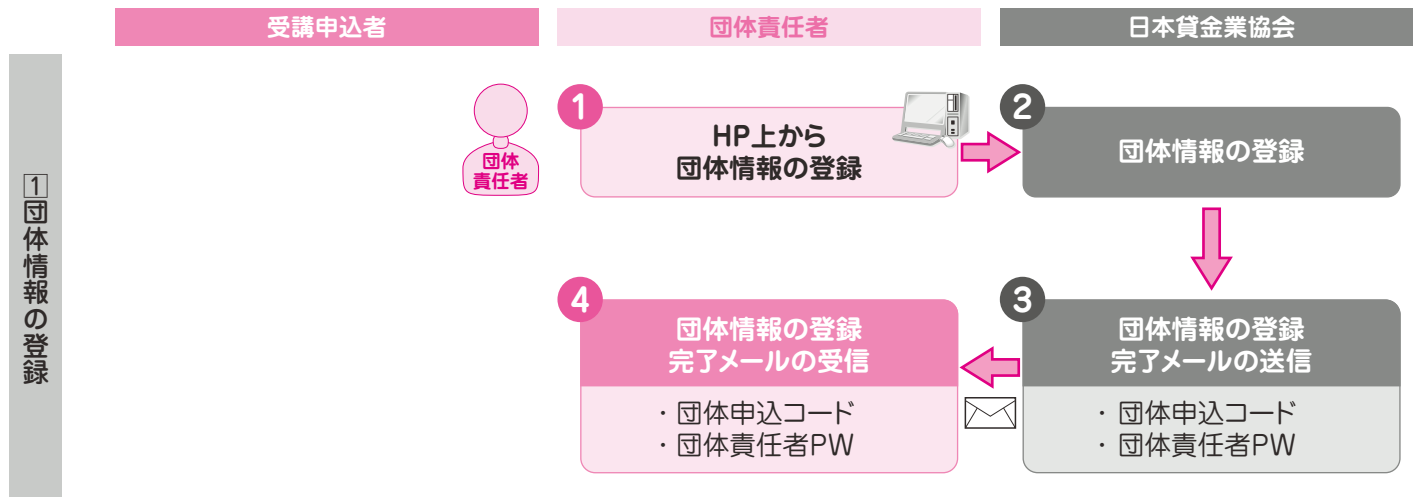 受講申込者
団体責任者
日本貸金業協会
1団体情報の登録
団体
責任者
1
HP上から
団体情報の登録
2
団体情報の登録
3
団体情報の登録
完了メールの送信
・団体申込コード
・団体責任者PW
4
団体情報の登録
完了メールの受信
・団体申込コード
・団体責任者PW